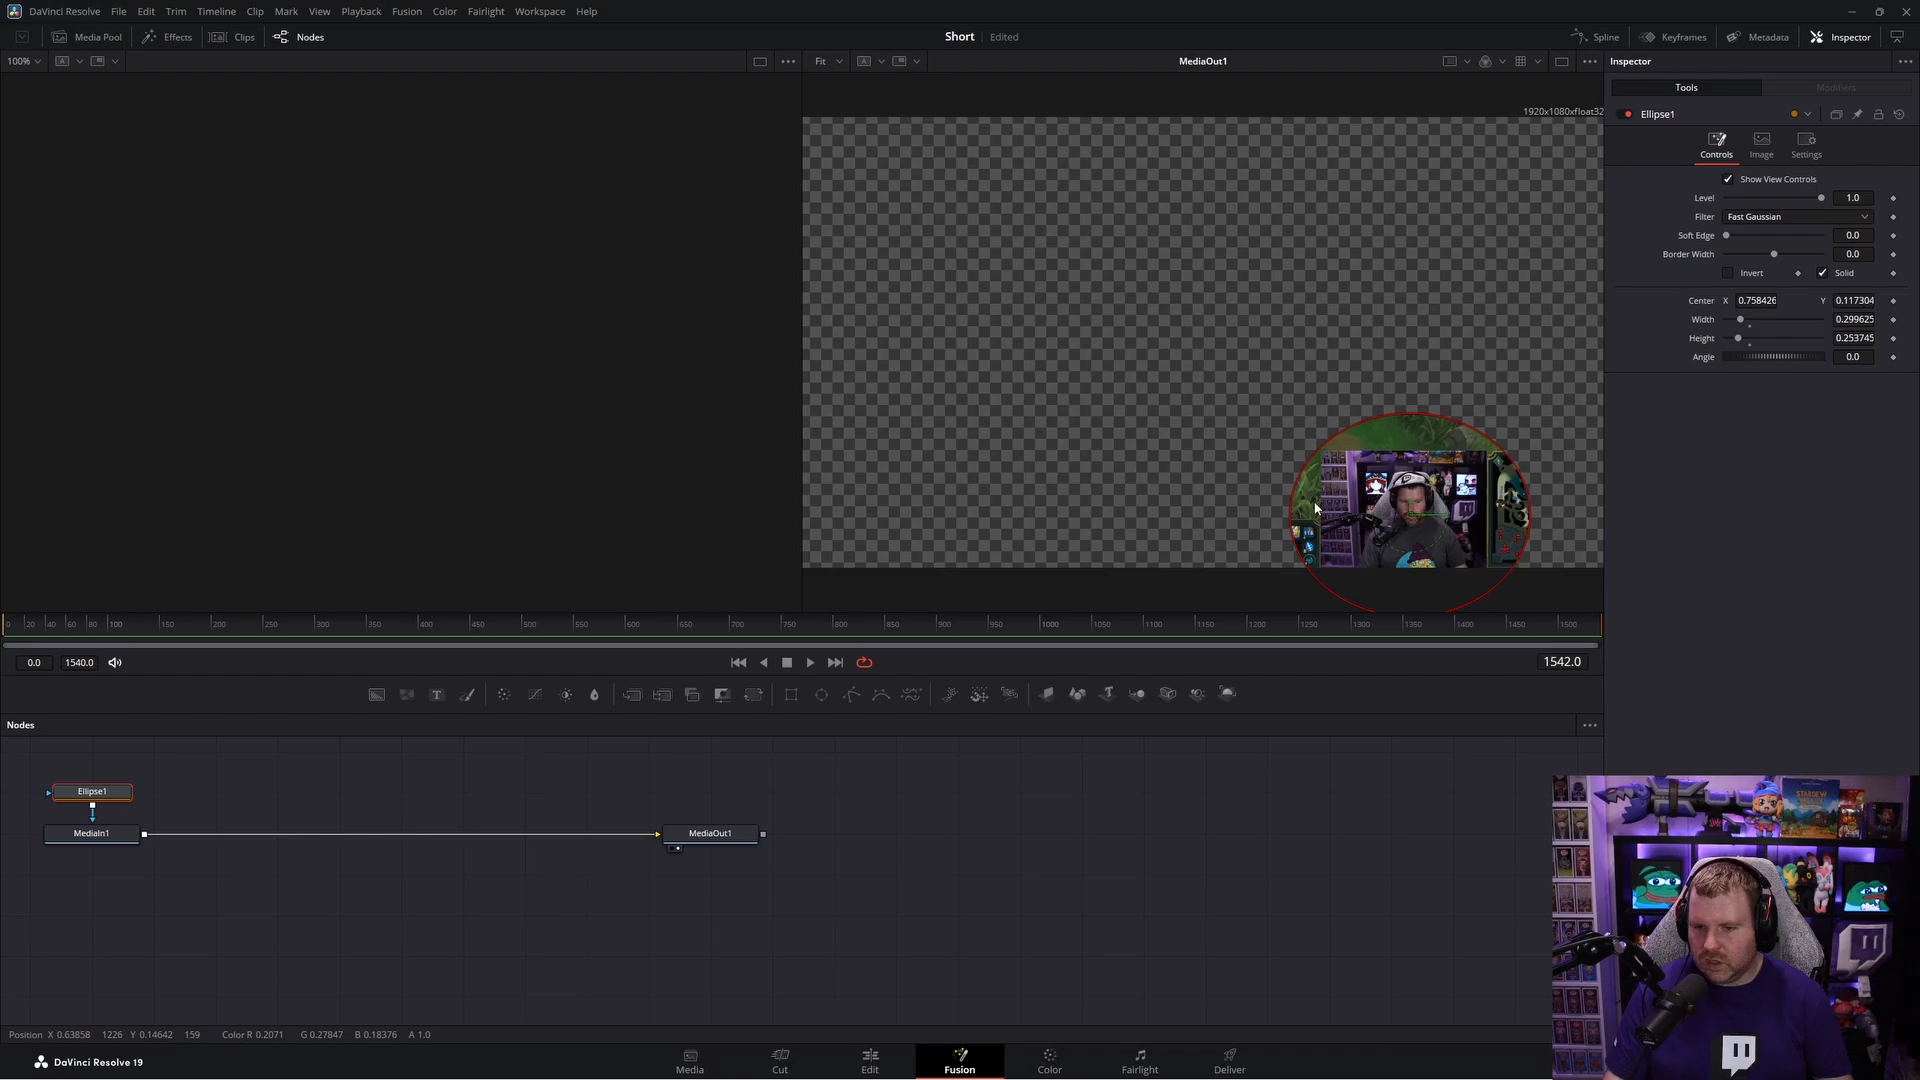 DaVinci Resolve File Edit Trim Timeline Clip Mark View Playback Fusion Color Fairlight Workspace Help
Media Pool Effects Clips Nodes Short Edited Spline Keyframes Metadata Inspector
100% Fit MediaOut1 Inspector
Tools Modifiers
1920x1080xfloat32
Ellipse1
Controls Image Settings
Show View Controls
Level 1.0
Filter Fast Gaussian
Soft Edge 0.0
Border Width 0.0
Invert Solid
Center X 0.758426 Y 0.117304
Width 0.299625
Height 0.253745
Angle 0.0
0 20 40 60 80 100 150 200 250 300 350 400 450 500 550 600 650 700 750 800 850 900 950 1000 1050 1100 1150 1200 1250 1300 1350 1400 1450 1500
0.0 1540.0 1542.0
Nodes
Ellipse1
MediaIn1 MediaOut1
STARDEW
Position X 0.63858 1226 Y 0.14642 159 Color R 0.2071 G 0.27847 B 0.18376 A 1.0
DaVinci Resolve 19
Media Cut Edit Fusion Color Fairlight Deliver